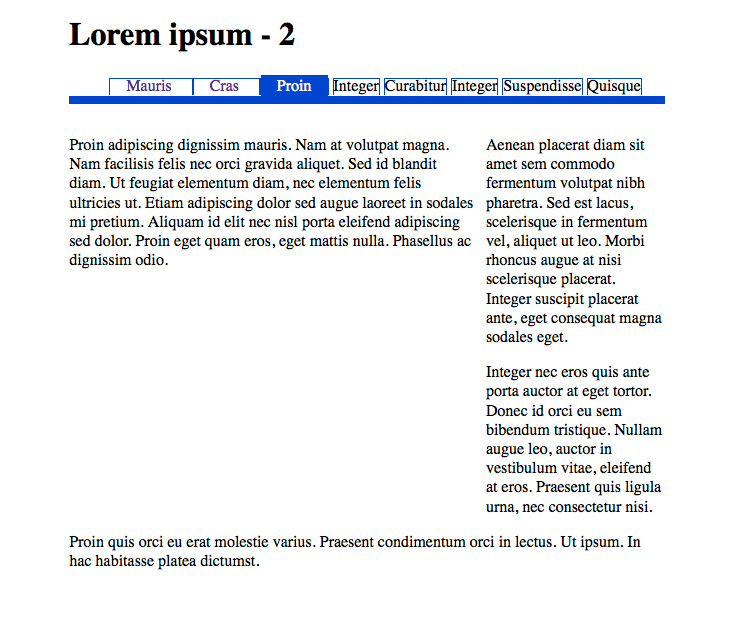 Lorem ipsum - 2
Mauris Cras Proin Integer Curabitur Integer Suspendisse Quisque
Proin adipiscing dignissim mauris. Nam at volutpat magna.
Nam facilisis felis nec orci gravida aliquet. Sed id blandit
diam. Ut feugiat elementum diam, nec elementum felis
ultricies ut. Etiam adipiscing dolor sed augue laoreet in sodales
mi pretium. Aliquam id elit nec nisl porta eleifend adipiscing
sed dolor. Proin eget quam eros, eget mattis nulla. Phasellus ac
dignissim odio.
Aenean placerat diam sit
amet sem commodo
fermentum volutpat nibh
pharetra. Sed est lacus,
scelerisque in fermentum
vel, aliquet ut leo. Morbi
rhoncus augue at nisi
scelerisque placerat.
Integer suscipit placerat
ante, eget consequat magna
sodales eget.
Integer nec eros quis ante
porta auctor at eget tortor.
Donec id orci eu sem
bibendum tristique. Nullam
augue leo, auctor in
vestibulum vitae, eleifend
at eros. Praesent quis ligula
urna, nec consectetur nisi.
Proin quis orci eu erat molestie varius. Praesent condimentum orci in lectus. Ut ipsum. In
hac habitasse platea dictumst.